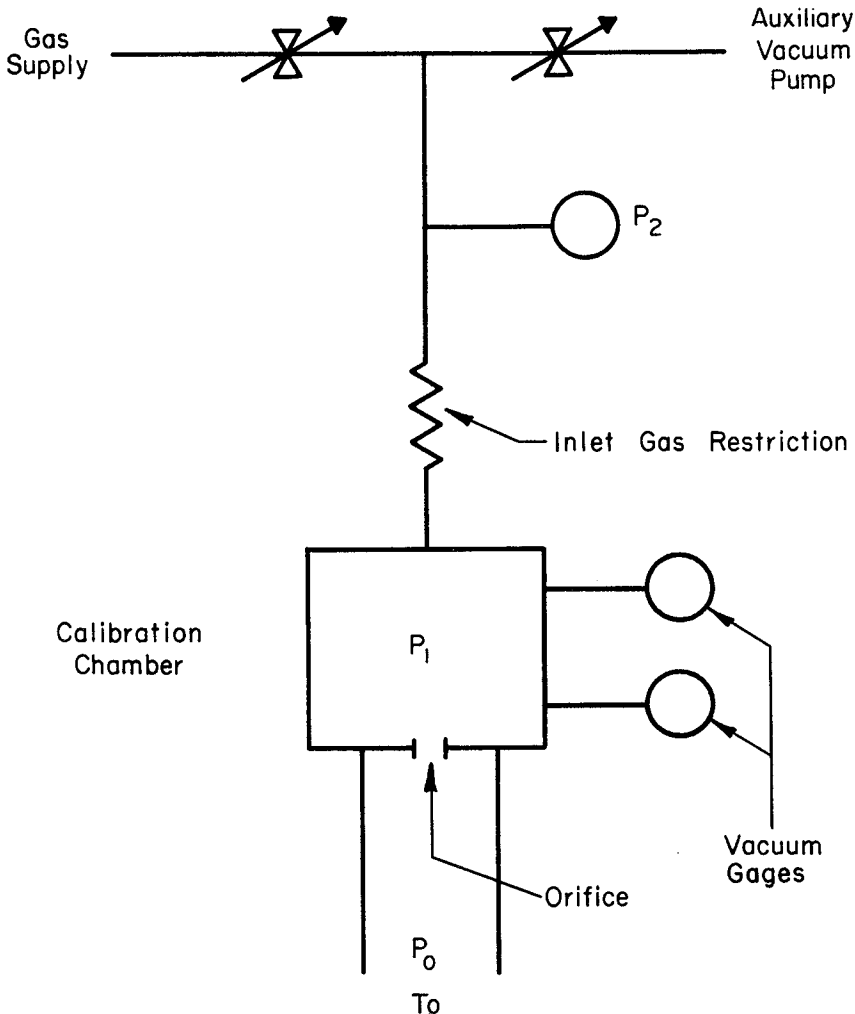 Gas
Supply
Auxiliary
Vacuum
Pump
P2
Inlet Gas Restriction
Calibration
Chamber
P1
Vacuum
Gages
Orifice
P0
To